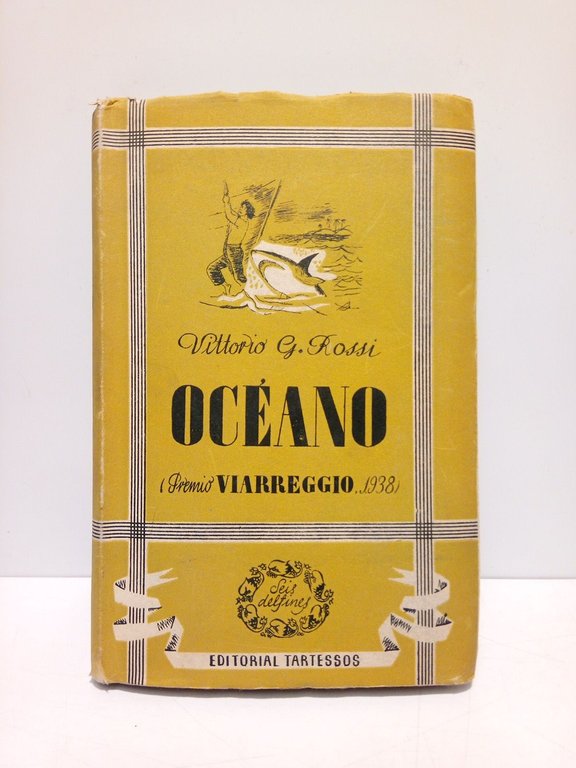 Vittorio G. Rossi
OCÉANO
(Premio VIARREGGIO..1938)
Seis
delfines
EDITORIAL TARTESSOS